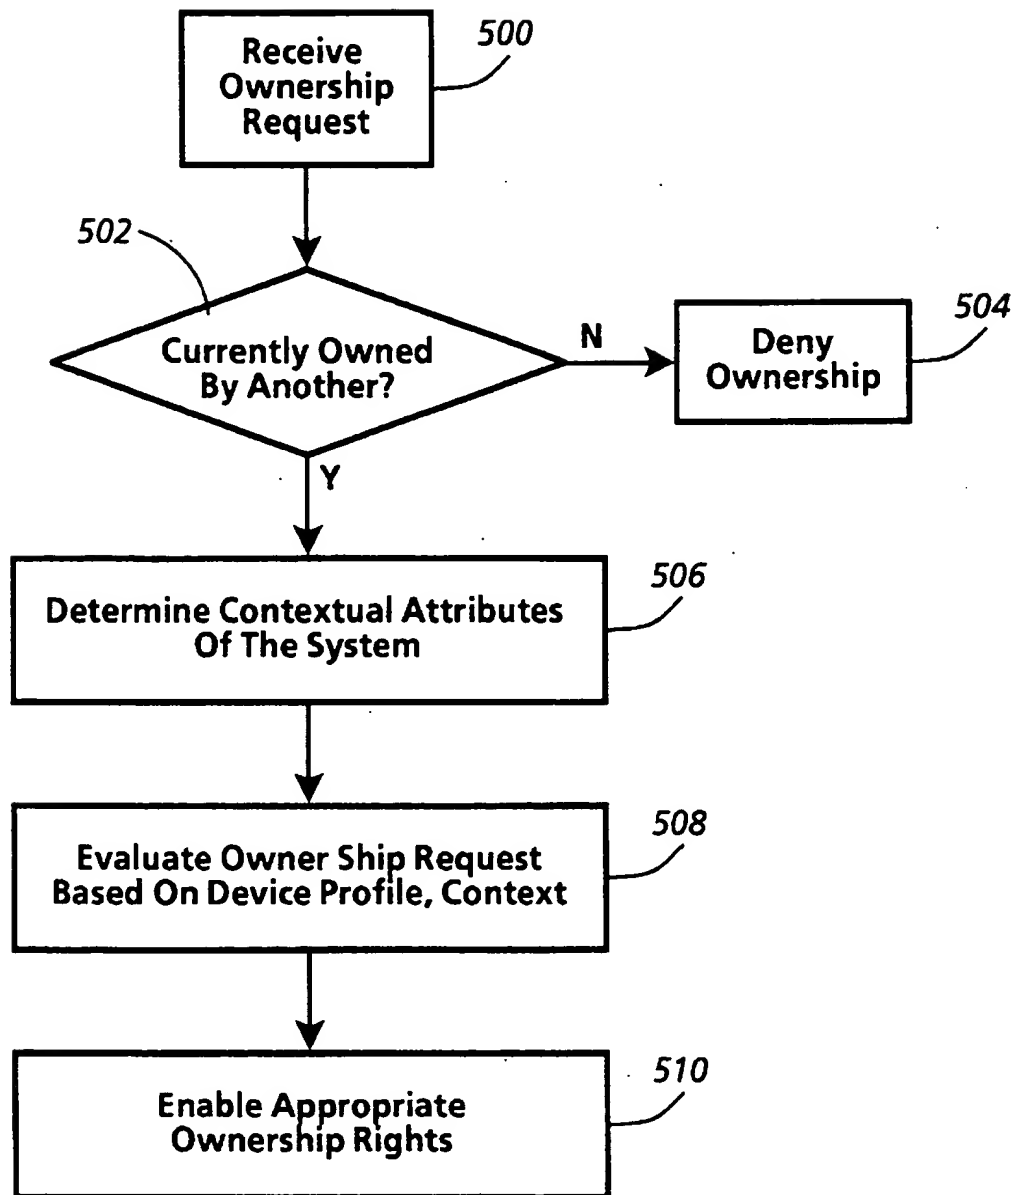 Receive
Ownership
Request
500
502
Currently Owned
By Another?
N
Deny
Ownership
504
Y
Determine Contextual Attributes
Of The System
506
Evaluate Owner Ship Request
Based On Device Profile, Context
508
Enable Appropriate
Ownership Rights
510